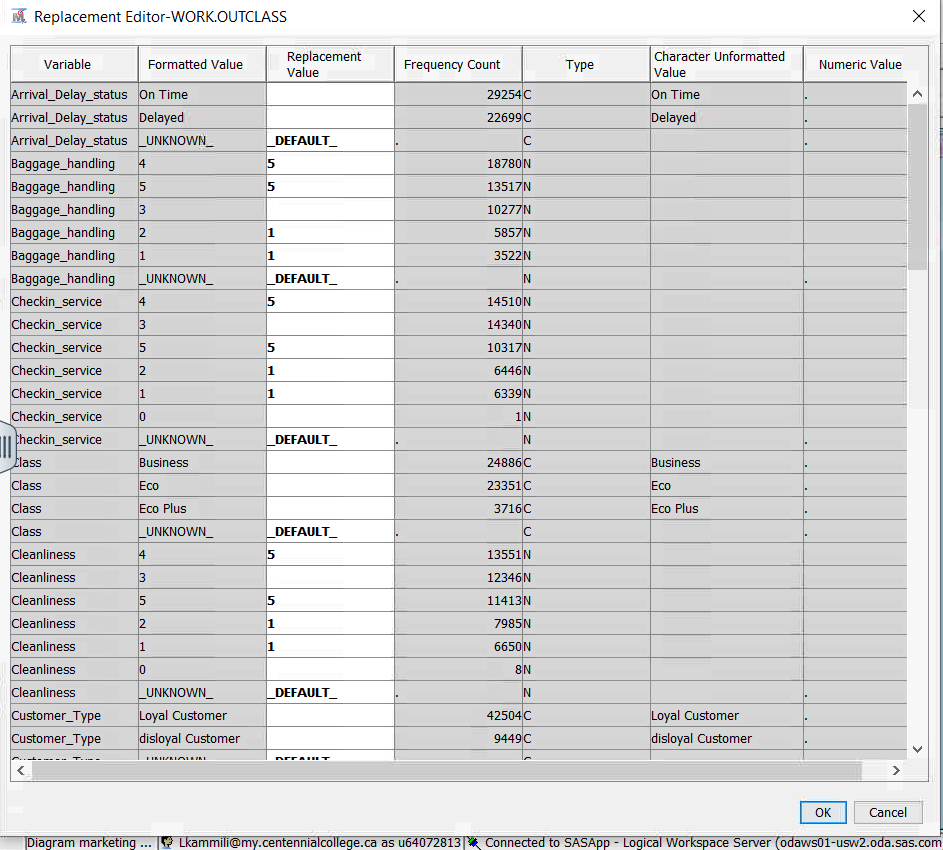 Replacement Editor-WORK.OUTCLASS
Variable Formatted Value Replacement Value Frequency Count Type Character Unformatted Value Numeric Value
Arrival_Delay_status On Time 29254 C On Time .
Arrival_Delay_status Delayed 22699 C Delayed .
Arrival_Delay_status _UNKNOWN_ _DEFAULT_ . C .
Baggage_handling 4 5 18780 N
Baggage_handling 5 5 13517 N
Baggage_handling 3 10277 N
Baggage_handling 2 1 5857 N
Baggage_handling 1 1 3522 N
Baggage_handling _UNKNOWN_ _DEFAULT_ . N .
Checkin_service 4 5 14510 N
Checkin_service 3 14340 N
Checkin_service 5 5 10317 N
Checkin_service 2 1 6446 N
Checkin_service 1 1 6339 N
Checkin_service 0 1 N
Checkin_service _UNKNOWN_ _DEFAULT_ . N .
Class Business 24886 C Business .
Class Eco 23351 C Eco .
Class Eco Plus 3716 C Eco Plus .
Class _UNKNOWN_ _DEFAULT_ . C .
Cleanliness 4 5 13551 N
Cleanliness 3 12346 N
Cleanliness 5 5 11413 N
Cleanliness 2 1 7985 N
Cleanliness 1 1 6650 N
Cleanliness 0 8 N
Cleanliness _UNKNOWN_ _DEFAULT_ . N .
Customer_Type Loyal Customer 42504 C Loyal Customer .
Customer_Type disloyal Customer 9449 C disloyal Customer .
Customer_Type _UNKNOWN_ _DEFAULT_ C
OK Cancel
Diagram marketing ... Lkammili@my.centennialcollege.ca as u64072813 Connected to SASApp - Logical Workspace Server (odaws01-usw2.oda.sas.com